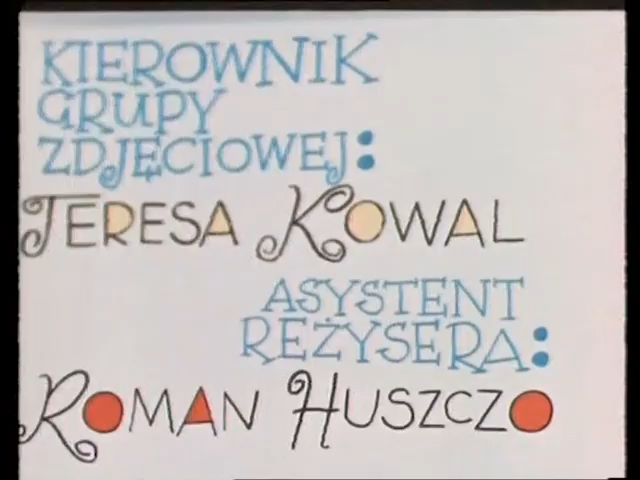 KIEROWNIK
GRUPY
ZDJĘCIOWEJ:
TERESA KOWAL
ASYSTENT
REŻYSERA:
ROMAN HUSZCZO